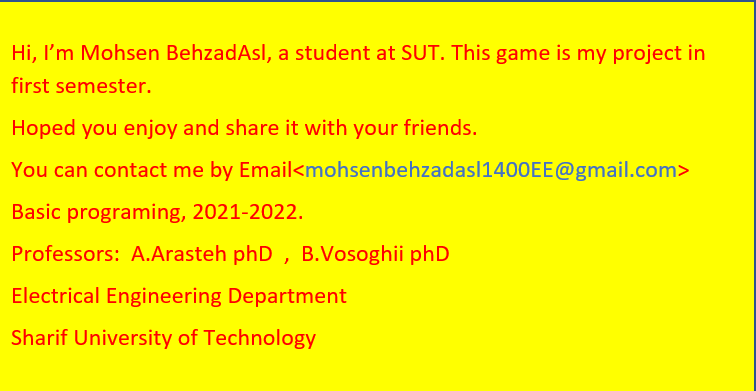 Hi, I’m Mohsen BehzadAsl, a student at SUT. This game is my project in
first semester.
Hoped you enjoy and share it with your friends.
You can contact me by Email<mohsenbehzadasl1400EE@gmail.com>
Basic programing, 2021-2022.
Professors:  A.Arasteh phD  ,  B.Vosoghii phD
Electrical Engineering Department
Sharif University of Technology